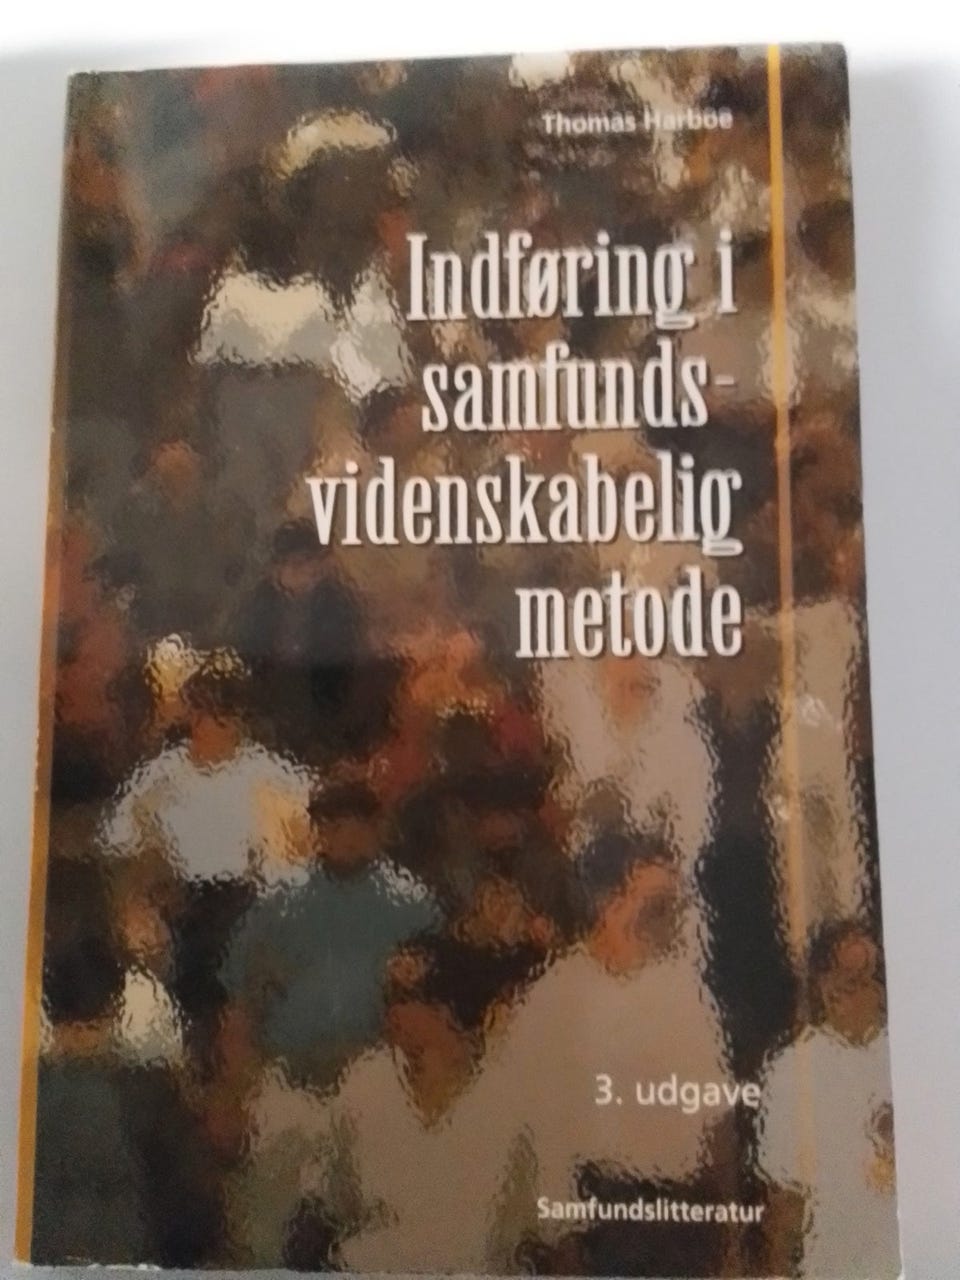 Thomas Harboe
Indføring i
samfunds-
videnskabelig
metode
3. udgave
Samfundslitteratur